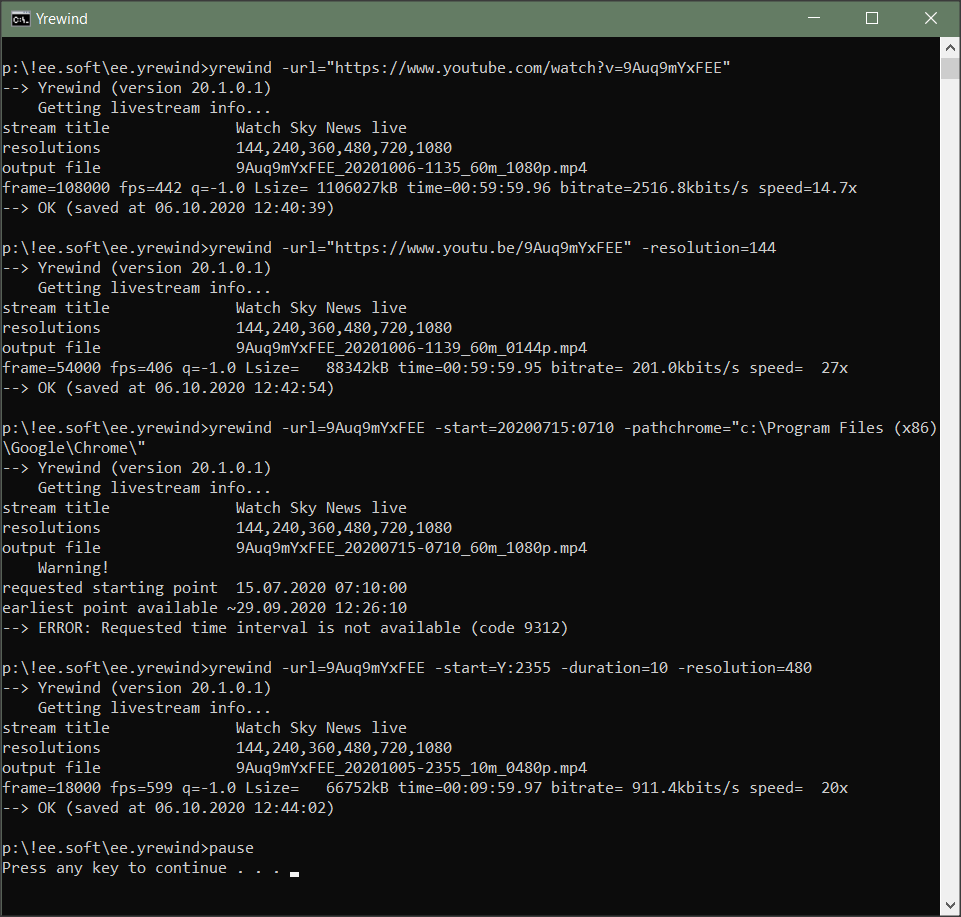 Yrewind
p:\!ee.soft\ee.yrewind>yrewind -url="https://www.youtube.com/watch?v=9Auq9mYxFEE"
--> Yrewind (version 20.1.0.1)
    Getting livestream info...
stream title              Watch Sky News live
resolutions               144,240,360,480,720,1080
output file               9Auq9mYxFEE_20201006-1135_60m_1080p.mp4
frame=108000 fps=442 q=-1.0 Lsize= 1106027kB time=00:59:59.96 bitrate=2516.8kbits/s speed=14.7x
--> OK (saved at 06.10.2020 12:40:39)
p:\!ee.soft\ee.yrewind>yrewind -url="https://www.youtu.be/9Auq9mYxFEE" -resolution=144
--> Yrewind (version 20.1.0.1)
    Getting livestream info...
stream title              Watch Sky News live
resolutions               144,240,360,480,720,1080
output file               9Auq9mYxFEE_20201006-1139_60m_0144p.mp4
frame=54000 fps=406 q=-1.0 Lsize=   88342kB time=00:59:59.95 bitrate= 201.0kbits/s speed=  27x
--> OK (saved at 06.10.2020 12:42:54)
p:\!ee.soft\ee.yrewind>yrewind -url=9Auq9mYxFEE -start=20200715:0710 -pathchrome="c:\Program Files (x86)
\Google\Chrome\"
--> Yrewind (version 20.1.0.1)
    Getting livestream info...
stream title              Watch Sky News live
resolutions               144,240,360,480,720,1080
output file               9Auq9mYxFEE_20200715-0710_60m_1080p.mp4
    Warning!
requested starting point  15.07.2020 07:10:00
earliest point available ~29.09.2020 12:26:10
--> ERROR: Requested time interval is not available (code 9312)
p:\!ee.soft\ee.yrewind>yrewind -url=9Auq9mYxFEE -start=Y:2355 -duration=10 -resolution=480
--> Yrewind (version 20.1.0.1)
    Getting livestream info...
stream title              Watch Sky News live
resolutions               144,240,360,480,720,1080
output file               9Auq9mYxFEE_20201005-2355_10m_0480p.mp4
frame=18000 fps=599 q=-1.0 Lsize=   66752kB time=00:09:59.97 bitrate= 911.4kbits/s speed=  20x
--> OK (saved at 06.10.2020 12:44:02)
p:\!ee.soft\ee.yrewind>pause
Press any key to continue . . .